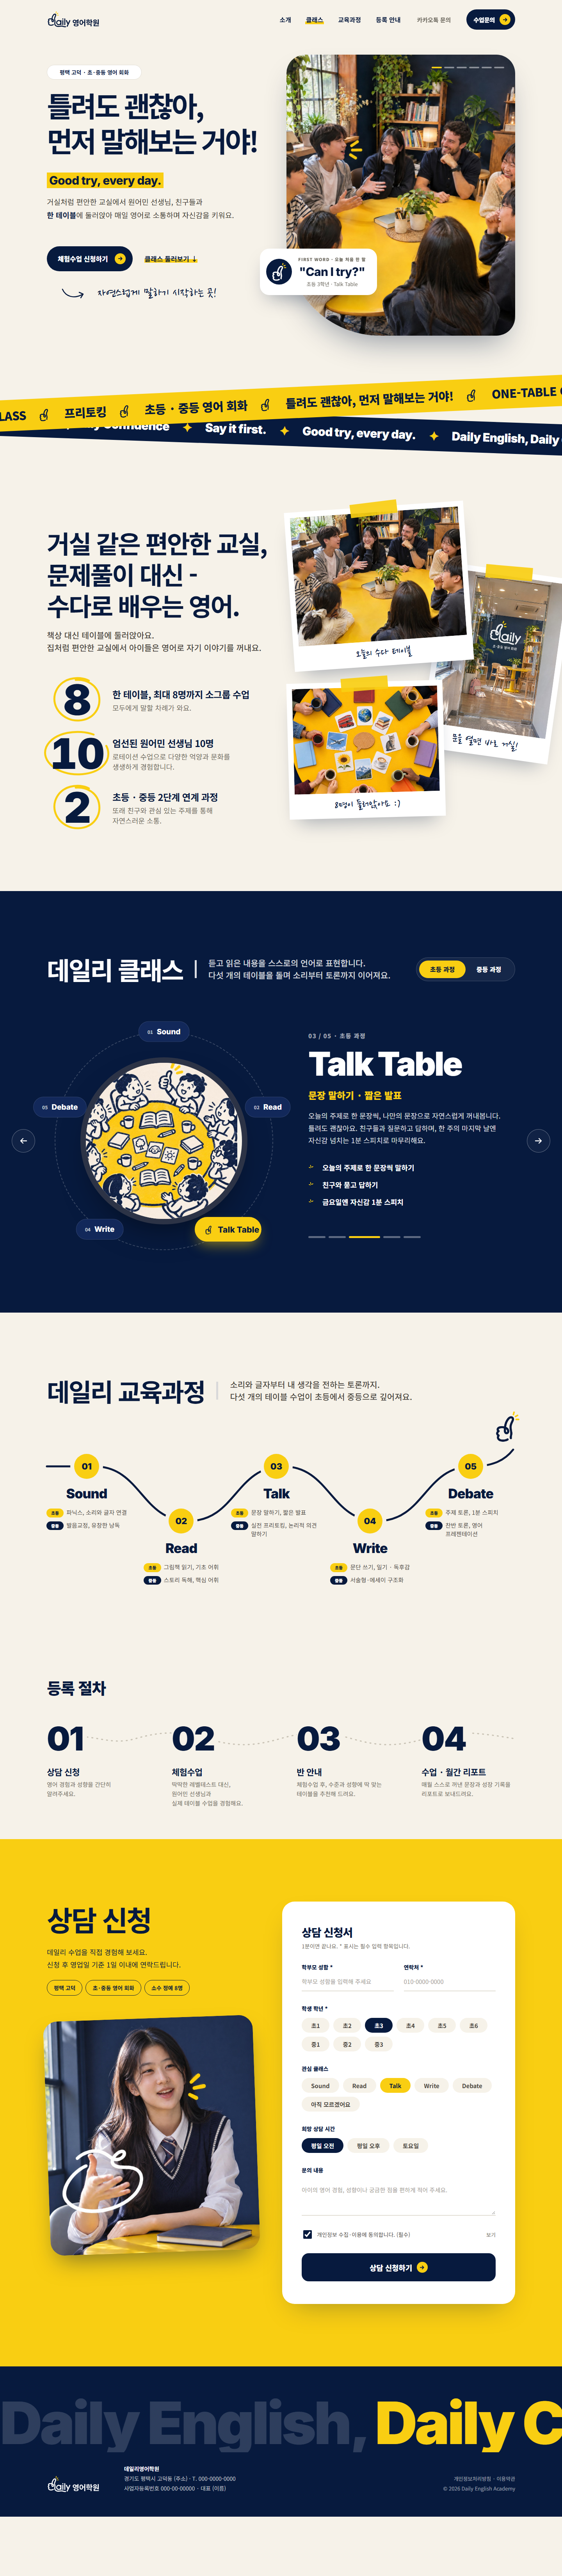 Daily 영어학원
소개
클래스
교육과정
등록 안내
카카오톡 문의
수업문의
평택 고덕 · 초·중등 영어 회화
틀려도 괜찮아,
먼저 말해보는 거야!
Good try, every day.
거실처럼 편안한 교실에서 원어민 선생님, 친구들과
한 테이블에 둘러앉아 매일 영어로 소통하며 자신감을 키워요.
체험수업 신청하기
클래스 둘러보기 ↓
자연스럽게 말하기 시작하는 곳!
FIRST WORD · 오늘 처음 한 말
"Can I try?"
초등 3학년 · Talk Table
LASS 프리토킹 초등 · 중등 영어 회화 틀려도 괜찮아, 먼저 말해보는 거야! ONE-TABLE
Confidence Say it first. Good try, every day. Daily English, Daily
거실 같은 편안한 교실,
문제풀이 대신 -
수다로 배우는 영어.
책상 대신 테이블에 둘러앉아요.
집처럼 편안한 교실에서 아이들은 영어로 자기 이야기를 꺼내요.
8
한 테이블, 최대 8명까지 소그룹 수업
모두에게 말할 차례가 와요.
10
엄선된 원어민 선생님 10명
로테이션 수업으로 다양한 억양과 문화를
생생하게 경험합니다.
2
초등 · 중등 2단계 연계 과정
또래 친구와 관심 있는 주제를 통해
자연스러운 소통.
오늘의 수다 테이블
Daily
초·중등 영어 회화
문을 열면 바로 거실!
8명이 둘러앉아요 :)
데일리 클래스
듣고 읽은 내용을 스스로의 언어로 표현합니다.
다섯 개의 테이블을 돌며 소리부터 토론까지 이어져요.
초등 과정
중등 과정
01 Sound
02 Read
Talk Table
04 Write
05 Debate
03 / 05 · 초등 과정
Talk Table
문장 말하기 · 짧은 발표
오늘의 주제로 한 문장씩, 나만의 문장으로 자연스럽게 꺼내봅니다.
틀려도 괜찮아요. 친구들과 질문하고 답하며, 한 주의 마지막 날엔
자신감 넘치는 1분 스피치로 마무리해요.
오늘의 주제로 한 문장씩 말하기
친구와 묻고 답하기
금요일엔 자신감 1분 스피치
데일리 교육과정
소리와 글자부터 내 생각을 전하는 토론까지.
다섯 개의 테이블 수업이 초등에서 중등으로 깊어져요.
01
Sound
초등 파닉스, 소리와 글자 연결
중등 발음교정, 유창한 낭독
02
Read
초등 그림책 읽기, 기초 어휘
중등 스토리 독해, 핵심 어휘
03
Talk
초등 문장 말하기, 짧은 발표
중등 실전 프리토킹, 논리적 의견
말하기
04
Write
초등 문단 쓰기, 일기 · 독후감
중등 서술형·에세이 구조화
05
Debate
초등 주제 토론, 1분 스피치
중등 찬반 토론, 영어
프레젠테이션
등록 절차
01
상담 신청
영어 경험과 성향을 간단히
알려주세요.
02
체험수업
딱딱한 레벨테스트 대신,
원어민 선생님과
실제 테이블 수업을 경험해요.
03
반 안내
체험수업 후, 수준과 성향에 딱 맞는
테이블을 추천해 드려요.
04
수업 · 월간 리포트
매월 스스로 꺼낸 문장과 성장 기록을
리포트로 보내드려요.
상담 신청
데일리 수업을 직접 경험해 보세요.
신청 후 영업일 기준 1일 이내에 연락드립니다.
평택 고덕
초·중등 영어 회화
소수 정예 8명
상담 신청서
1분이면 끝나요. * 표시는 필수 입력 항목입니다.
학부모 성함 *
학부모 성함을 입력해 주세요
연락처 *
010-0000-0000
학생 학년 *
초1 초2 초3 초4 초5 초6
중1 중2 중3
관심 클래스
Sound Read Talk Write Debate
아직 모르겠어요
희망 상담 시간
평일 오전 평일 오후 토요일
문의 내용
아이의 영어 경험, 성향이나 궁금한 점을 편하게 적어 주세요.
개인정보 수집·이용에 동의합니다. (필수)
보기
상담 신청하기
Daily English, Daily C
Daily 영어학원
데일리영어학원
경기도 평택시 고덕동 (주소) · T. 000-0000-0000
사업자등록번호 000-00-00000 · 대표 (이름)
개인정보처리방침 · 이용약관
© 2026 Daily English Academy